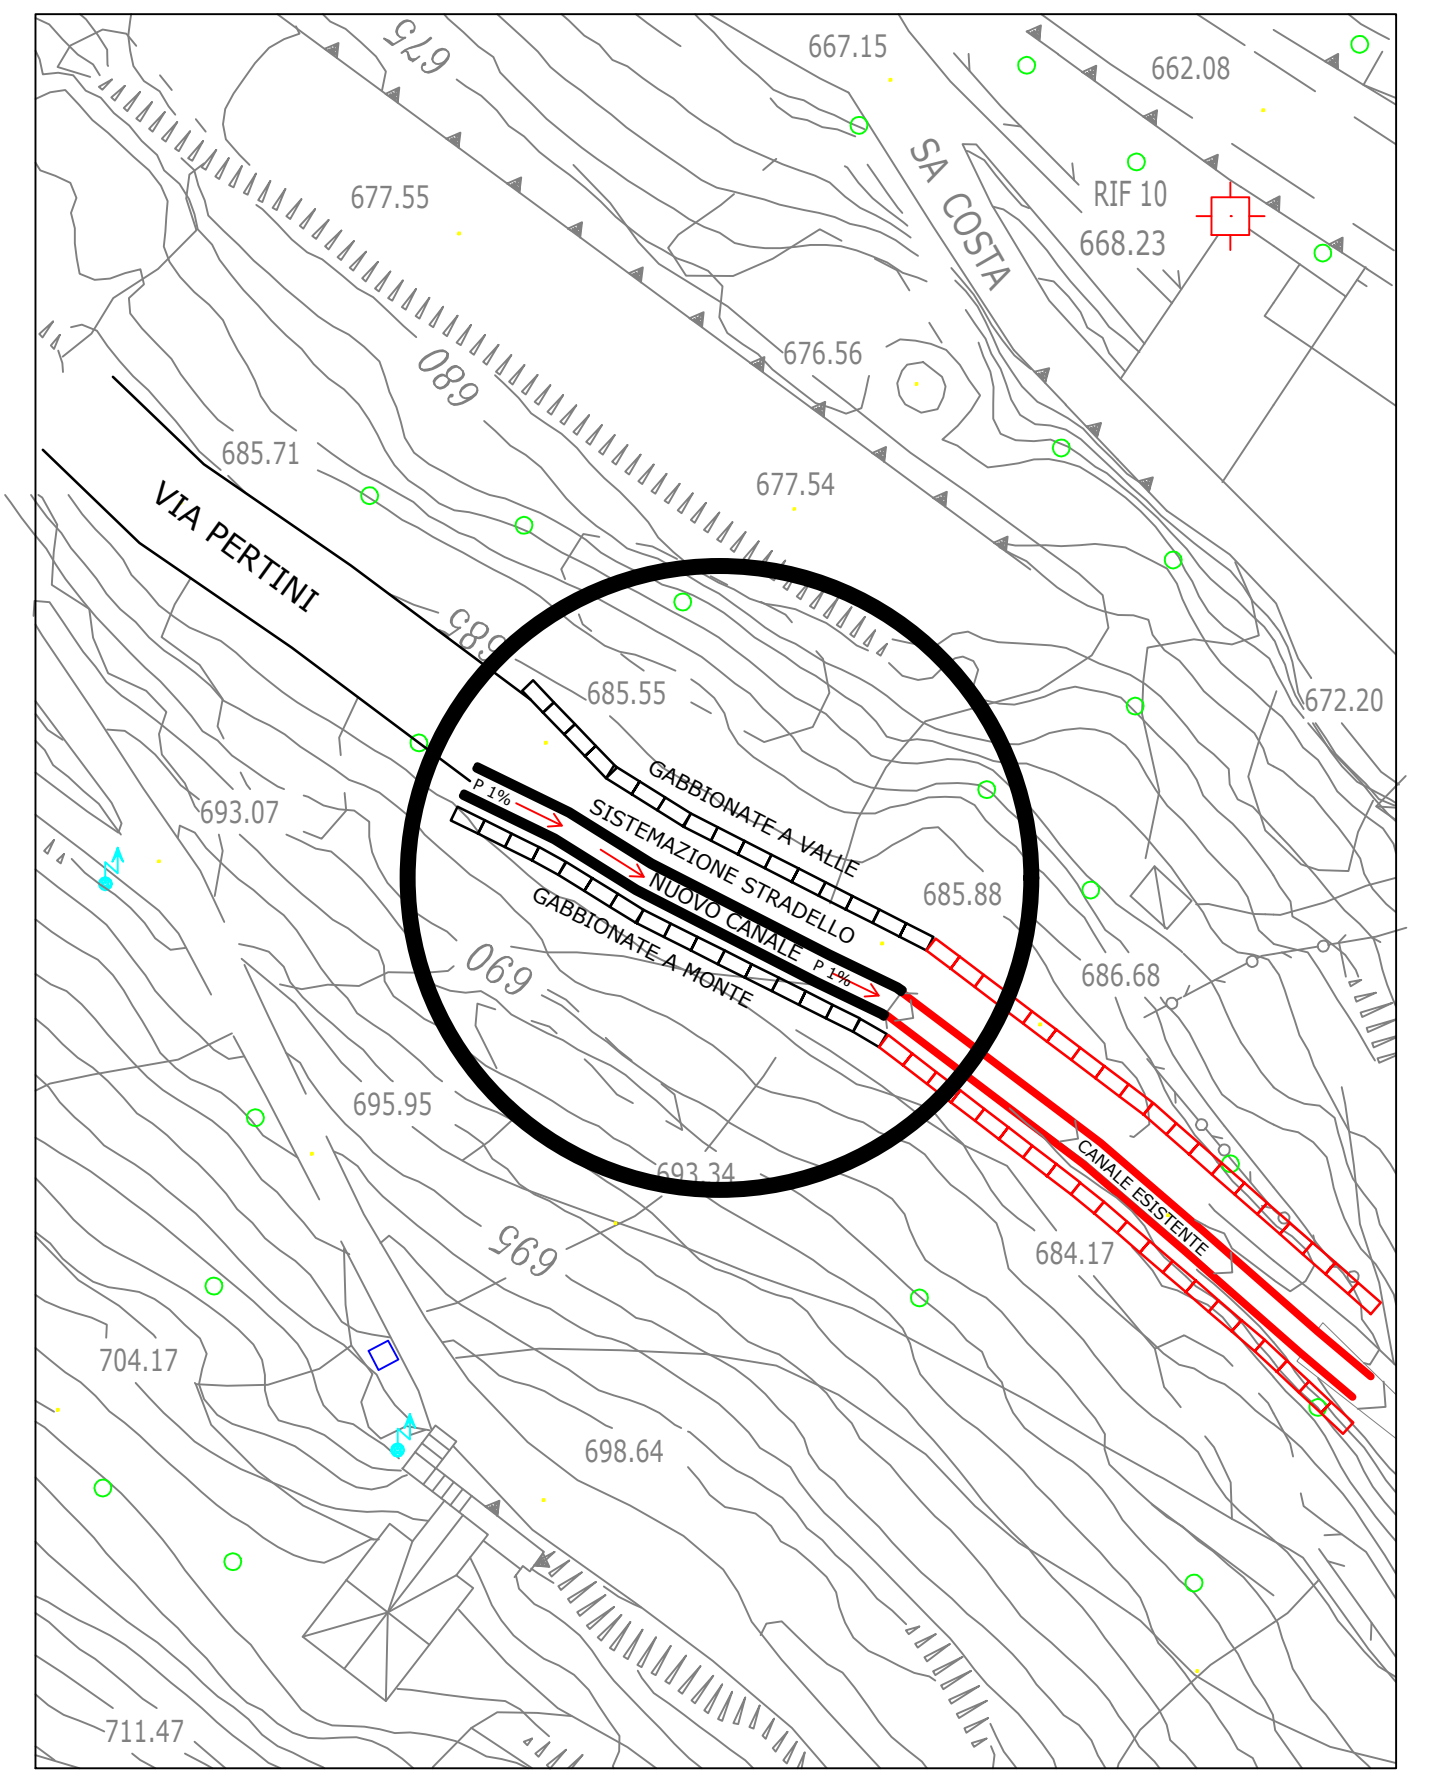 675
667.15
662.08
SA COSTA
677.55
RIF 10
668.23
676.56
680
685.71
677.54
VIA PERTINI
685
685.55
672.20
693.07
GABBIONATE A VALLE
P 1%
SISTEMAZIONE STRADELLO
NUOVO CANALE
P 1%
GABBIONATE A MONTE
685.88
690
686.68
695.95
693.34
CANALE ESISTENTE
695
684.17
704.17
698.64
711.47